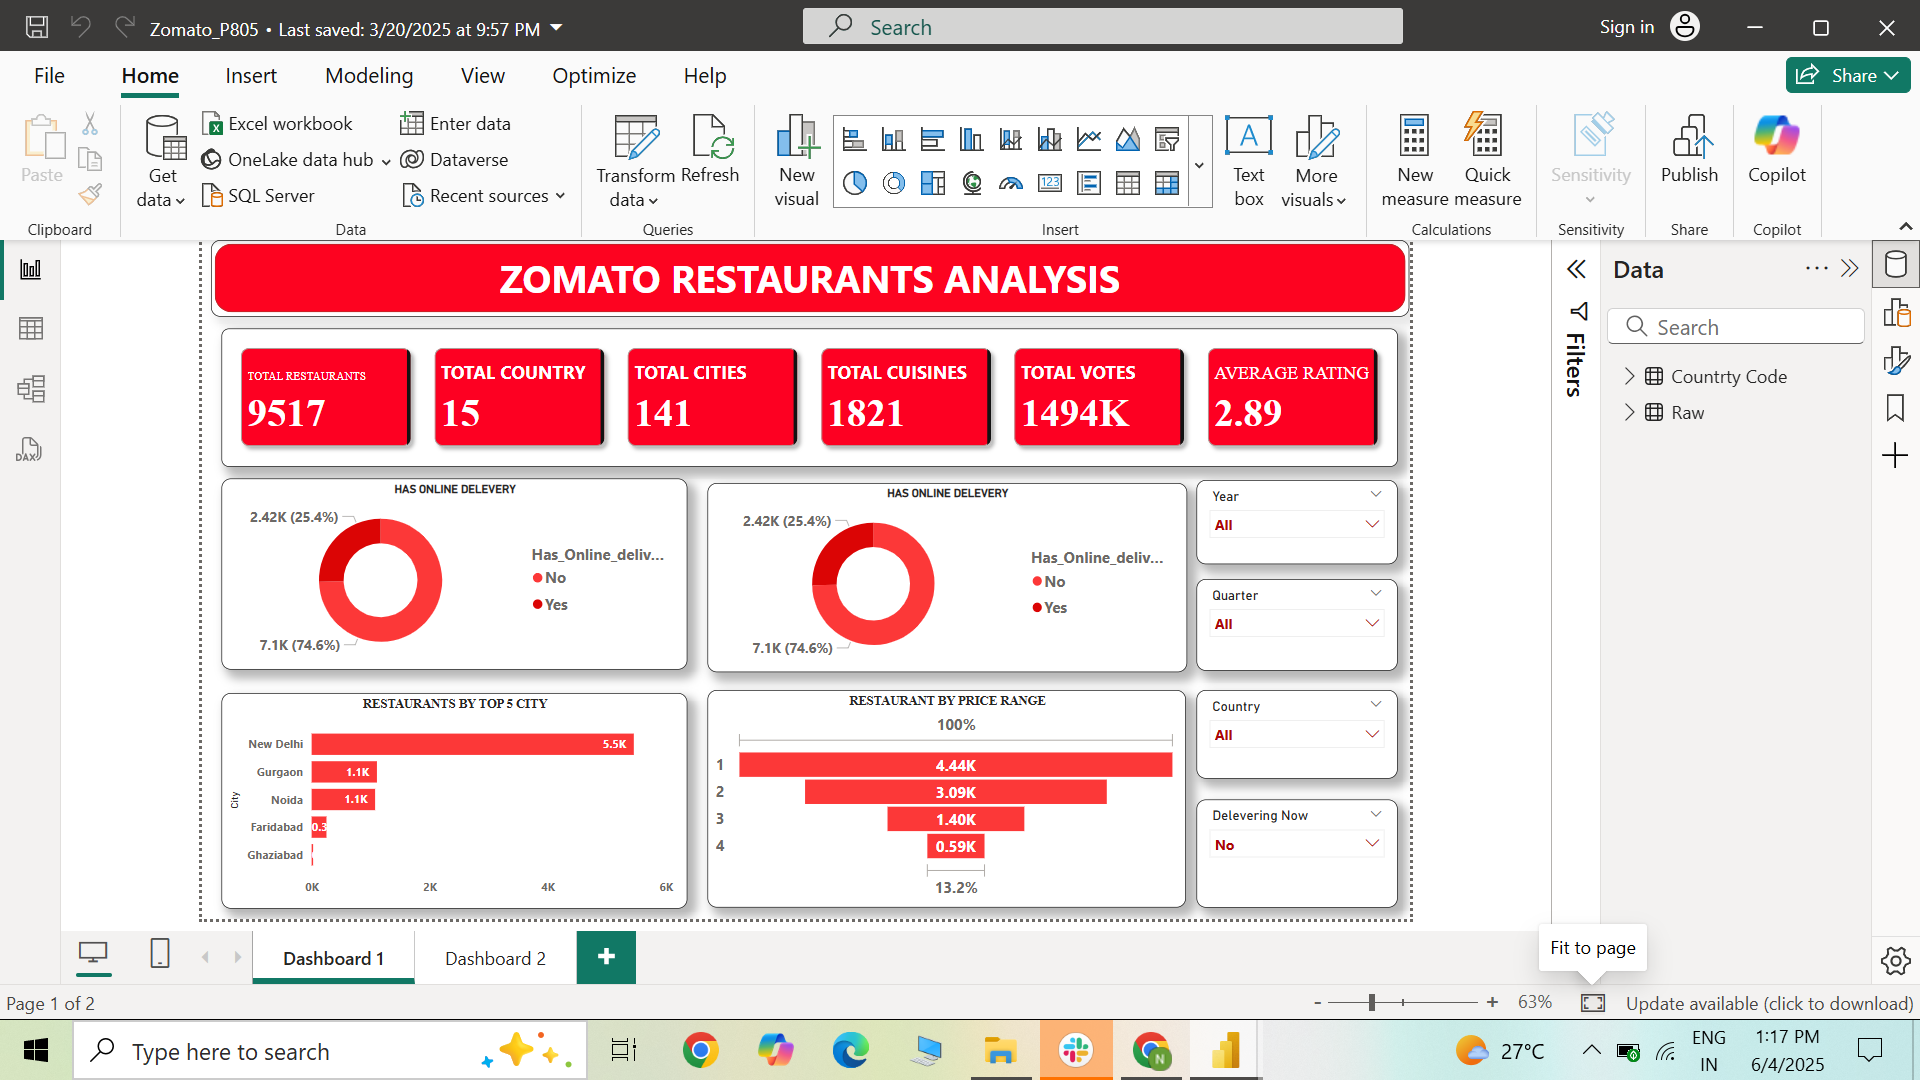 Zomato_P805 • Last saved: 3/20/2025 at 9:57 PM
Search
Sign in
File Home Insert Modeling View Optimize Help
Share
Paste
Get data
Excel workbook
OneLake data hub
SQL Server
Enter data
Dataverse
Recent sources
Transform data
Refresh
New visual
123
A
Text box
More visuals
New measure
Quick measure
Sensitivity
Publish
Copilot
Clipboard
Data
Queries
Insert
Calculations
Sensitivity
Share
Copilot
DAX
ZOMATO RESTAURANTS ANALYSIS
TOTAL RESTAURANTS
9517
TOTAL COUNTRY
15
TOTAL CITIES
141
TOTAL CUISINES
1821
TOTAL VOTES
1494K
AVERAGE RATING
2.89
HAS ONLINE DELEVERY
2.42K (25.4%)
7.1K (74.6%)
Has_Online_deliv...
No
Yes
HAS ONLINE DELEVERY
2.42K (25.4%)
7.1K (74.6%)
Has_Online_deliv...
No
Yes
Year
All
Quarter
All
RESTAURANTS BY TOP 5 CITY
City
New Delhi 5.5K
Gurgaon 1.1K
Noida 1.1K
Faridabad 0.3
Ghaziabad
0K 2K 4K 6K
RESTAURANT BY PRICE RANGE
100%
1 4.44K
2 3.09K
3 1.40K
4 0.59K
13.2%
Country
All
Delevering Now
No
Filters
Data
Search
Countrty Code
Raw
Fit to page
Dashboard 1
Dashboard 2
+
Page 1 of 2
- + 63%
Update available (click to download)
Type here to search
N
27°C
ENG
IN
1:17 PM
6/4/2025